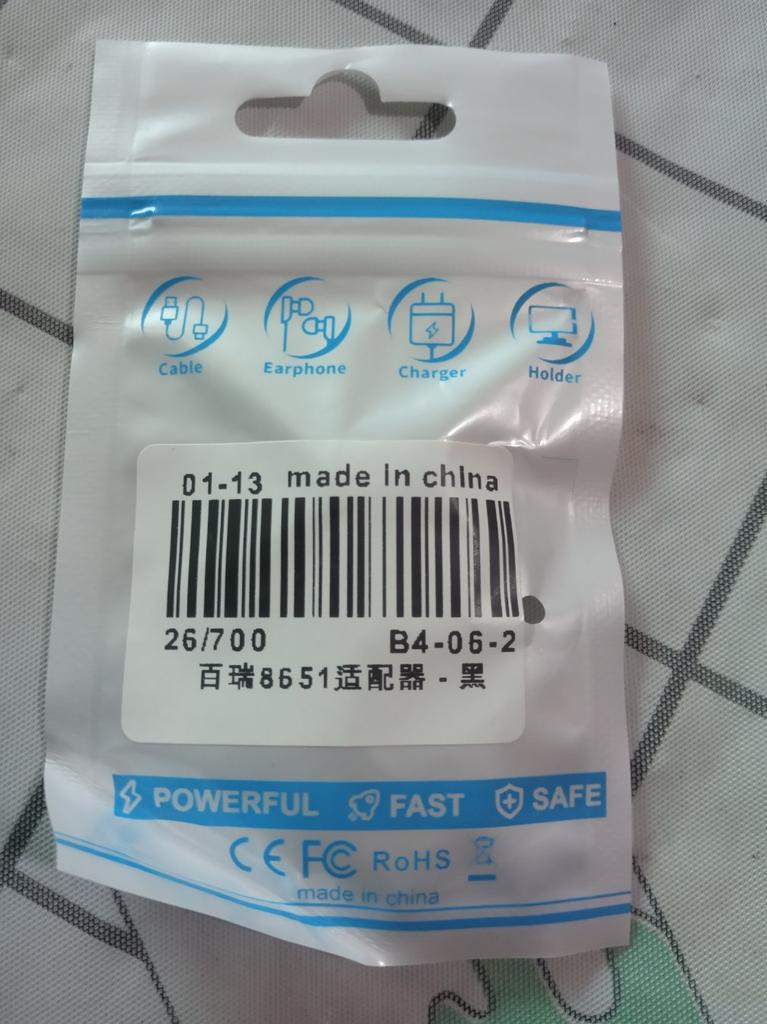 Cable Earphone Charger Holder
01-13 made in china
26/700 B4-06-2
百瑞8651适配器-黑
POWERFUL FAST SAFE
CE FC RoHS
made in china